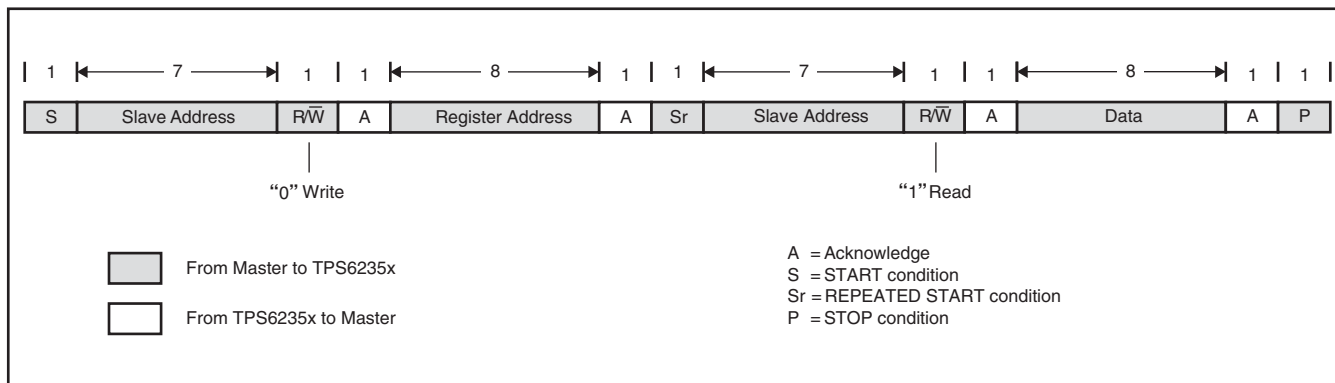 1 7 1 1 8 1 1 7 1 1 8 1 1
S Slave Address R/W̅ A Register Address A Sr Slave Address R/W̅ A Data A P
“0” Write “1” Read
From Master to TPS6235x
From TPS6235x to Master
A = Acknowledge
S = START condition
Sr = REPEATED START condition
P = STOP condition